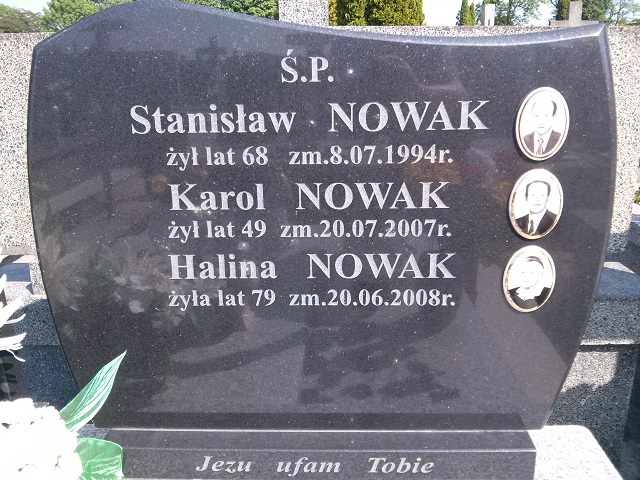 Ś.P.
Stanisław NOWAK
żył lat 68 zm.8.07.1994r.
Karol NOWAK
żył lat 49 zm.20.07.2007r.
Halina NOWAK
żyła lat 79 zm.20.06.2008r.
Jezu ufam Tobie